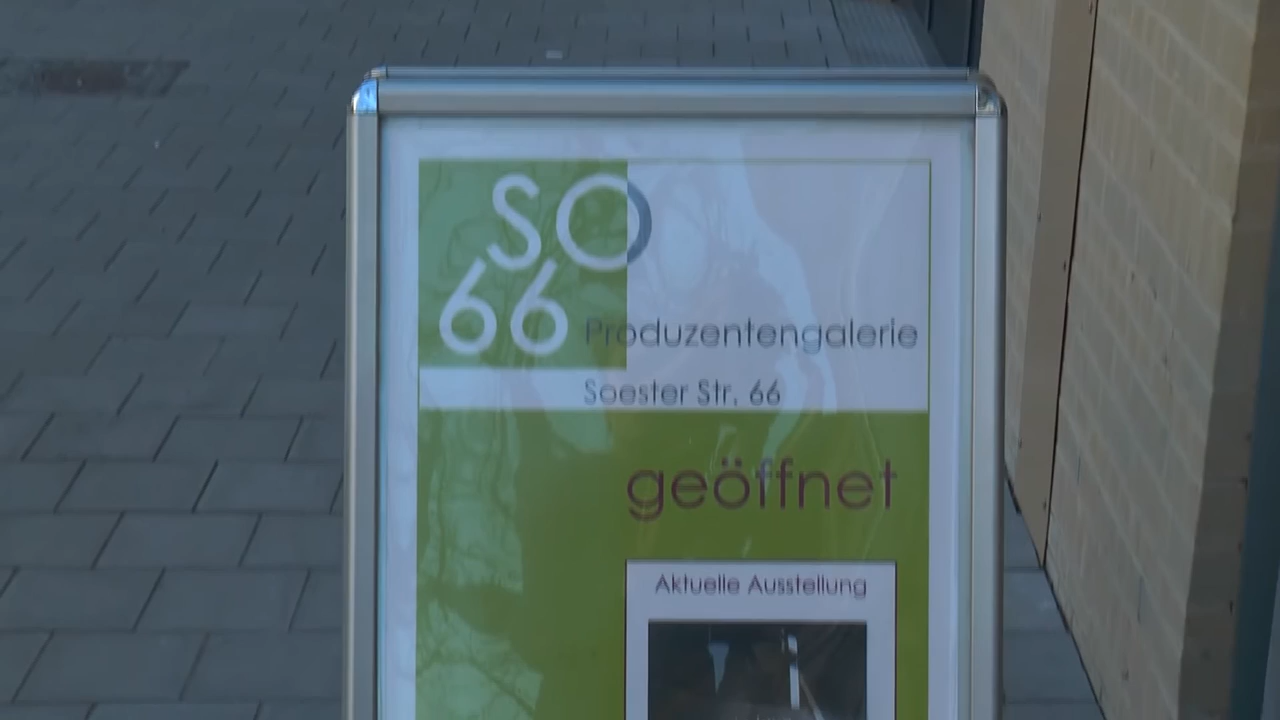 SO
66
Produzentengalerie
Soester Str. 66
geöffnet
Aktuelle Ausstellung